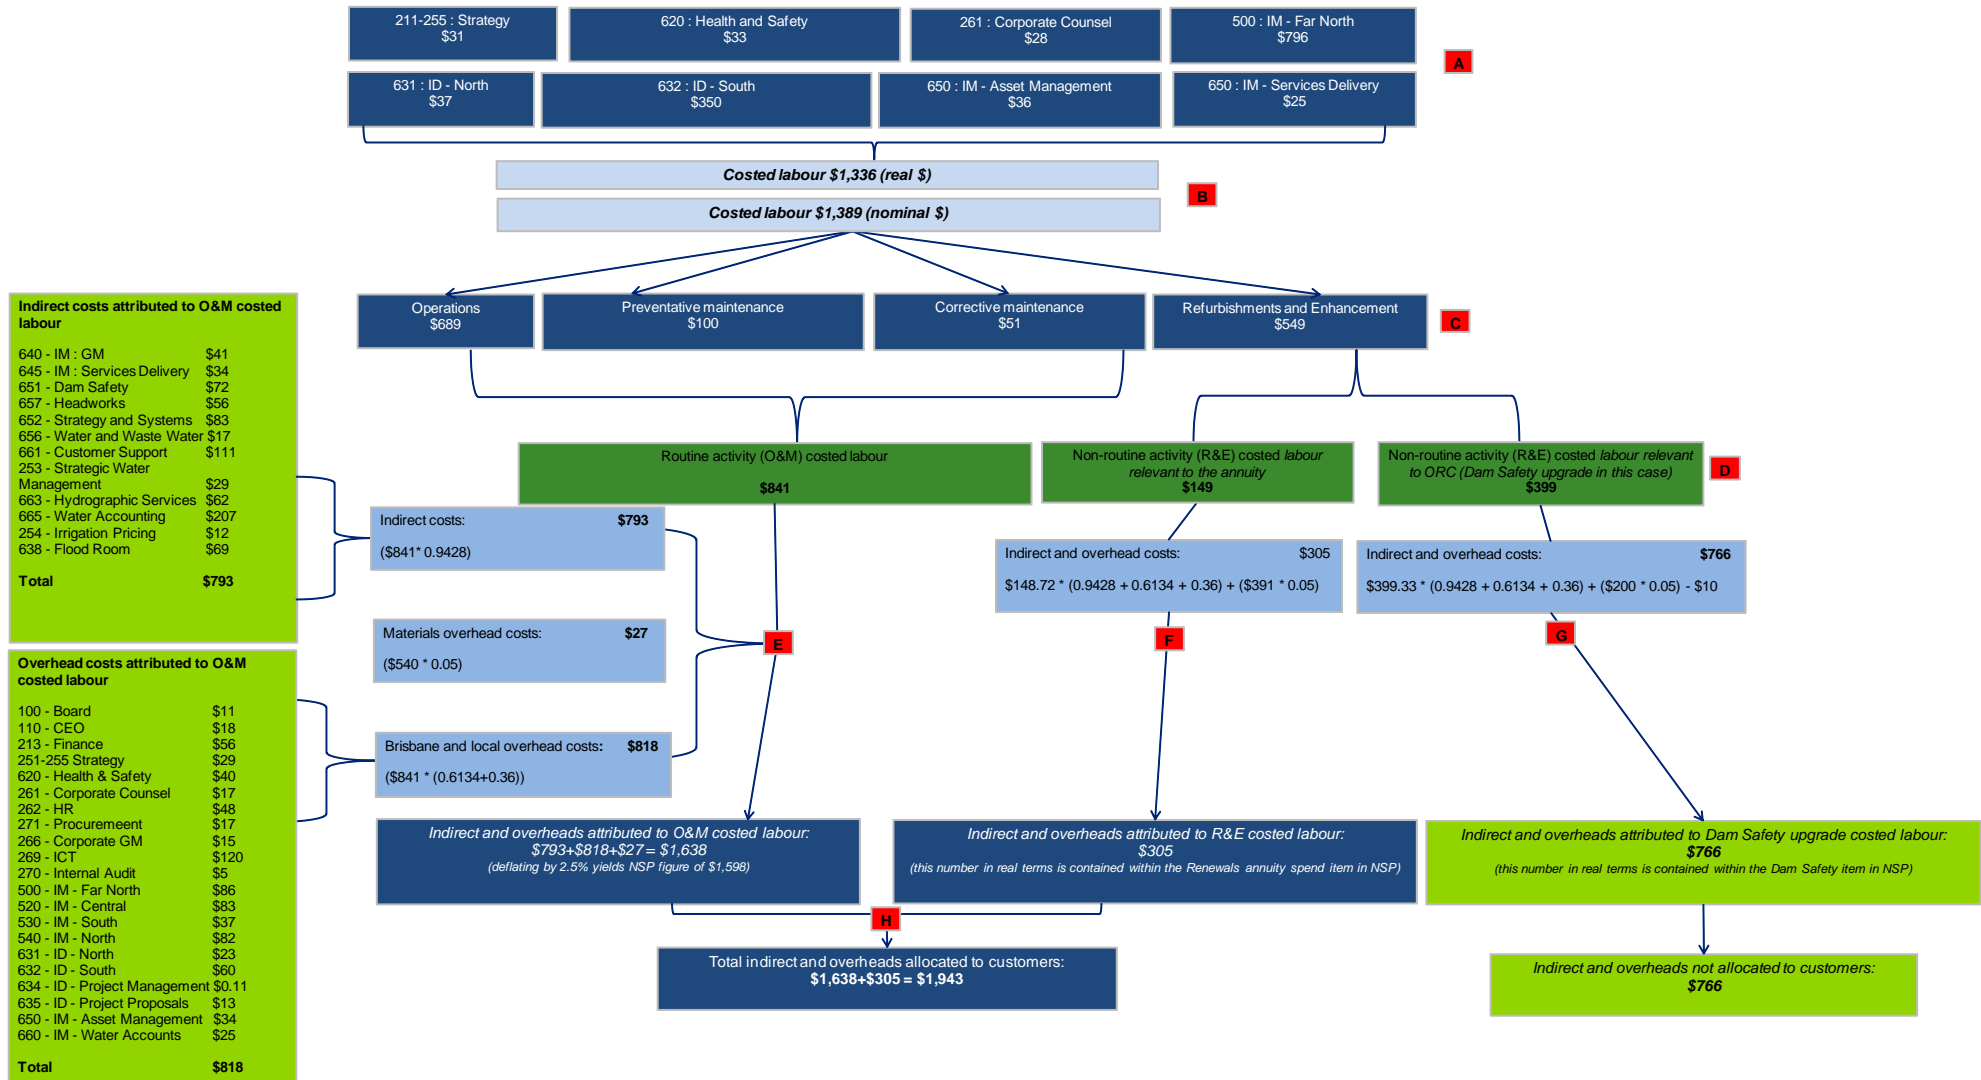 211-255 : Strategy
$31
620 : Health and Safety
$33
261 : Corporate Counsel
$28
500 : IM - Far North
$796
A
631 : ID - North
$37
632 : ID - South
$350
650 : IM - Asset Management
$36
650 : IM - Services Delivery
$25
Costed labour $1,336 (real $)
B
Costed labour $1,389 (nominal $)
Operations
$689
Preventative maintenance
$100
Corrective maintenance
$51
Refurbishments and Enhancement
$549
C
Indirect costs attributed to O&M costed
labour
640 - IM : GM $41
645 - IM : Services Delivery $34
651 - Dam Safety $72
657 - Headworks $56
652 - Strategy and Systems $83
656 - Water and Waste Water $17
661 - Customer Support $111
253 - Strategic Water
Management $29
663 - Hydrographic Services $62
665 - Water Accounting $207
254 - Irrigation Pricing $12
638 - Flood Room $69
Total $793
Routine activity (O&M) costed labour
$841
Non-routine activity (R&E) costed labour
relevant to the annuity
$149
Non-routine activity (R&E) costed labour relevant
to ORC (Dam Safety upgrade in this case)
$399
D
Indirect costs: $793
($841* 0.9428)
Indirect and overhead costs: $305
$148.72 * (0.9428 + 0.6134 + 0.36) + ($391 * 0.05)
Indirect and overhead costs: $766
$399.33 * (0.9428 + 0.6134 + 0.36) + ($200 * 0.05) - $10
Materials overhead costs: $27
($540 * 0.05)
E
F
G
Overhead costs attributed to O&M
costed labour
100 - Board $11
110 - CEO $18
213 - Finance $56
251-255 Strategy $29
620 - Health & Safety $40
261 - Corporate Counsel $17
262 - HR $48
271 - Procuremeent $17
266 - Corporate GM $15
269 - ICT $120
270 - Internal Audit $5
500 - IM - Far North $86
520 - IM - Central $83
530 - IM - South $37
540 - IM - North $82
631 - ID - North $23
632 - ID - South $60
634 - ID - Project Management $0.11
635 - ID - Project Proposals $13
650 - IM - Asset Management $34
660 - IM - Water Accounts $25
Total $818
Brisbane and local overhead costs: $818
($841 * (0.6134+0.36))
Indirect and overheads attributed to O&M costed labour:
$793+$818+$27 = $1,638
(deflating by 2.5% yields NSP figure of $1,598)
Indirect and overheads attributed to R&E costed labour:
$305
(this number in real terms is contained within the Renewals annuity spend item in NSP)
Indirect and overheads attributed to Dam Safety upgrade costed labour:
$766
(this number in real terms is contained within the Dam Safety item in NSP)
H
Total indirect and overheads allocated to customers:
$1,638+$305 = $1,943
Indirect and overheads not allocated to customers:
$766